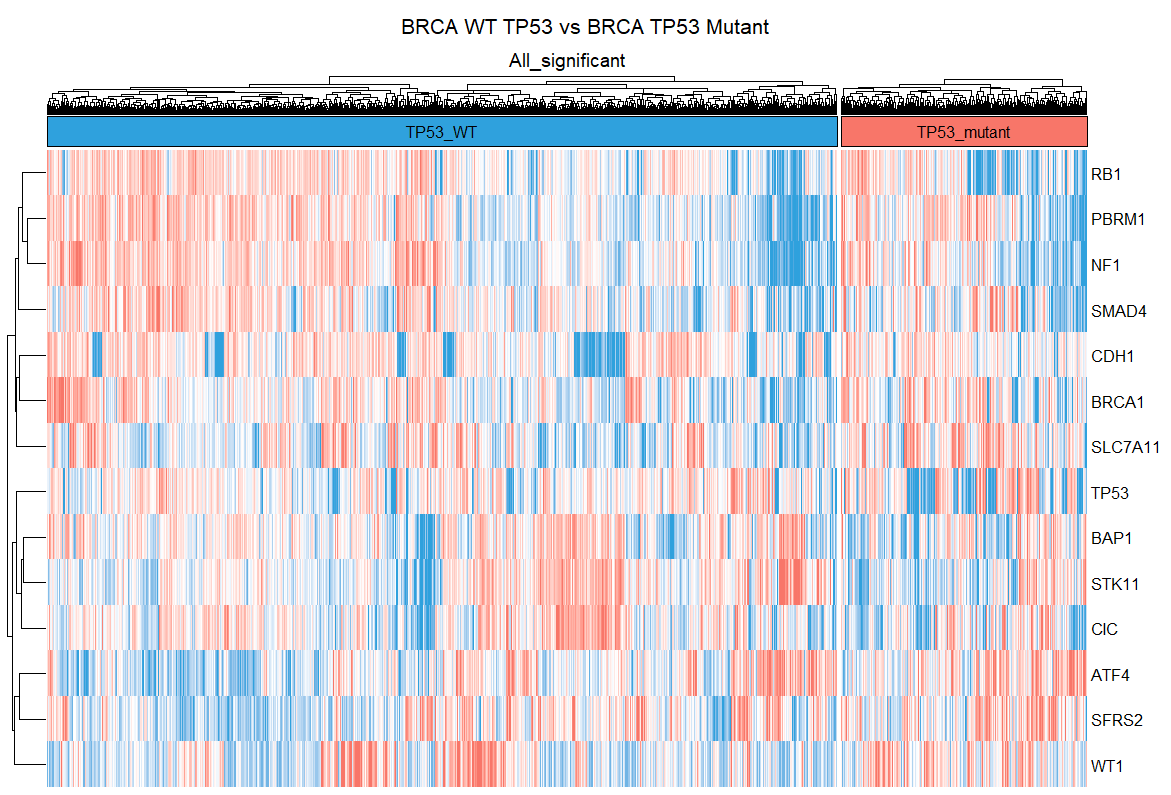 BRCA WT TP53 vs BRCA TP53 Mutant
All_significant
TP53_WT TP53_mutant
RB1
PBRM1
NF1
SMAD4
CDH1
BRCA1
SLC7A11
TP53
BAP1
STK11
CIC
ATF4
SFRS2
WT1